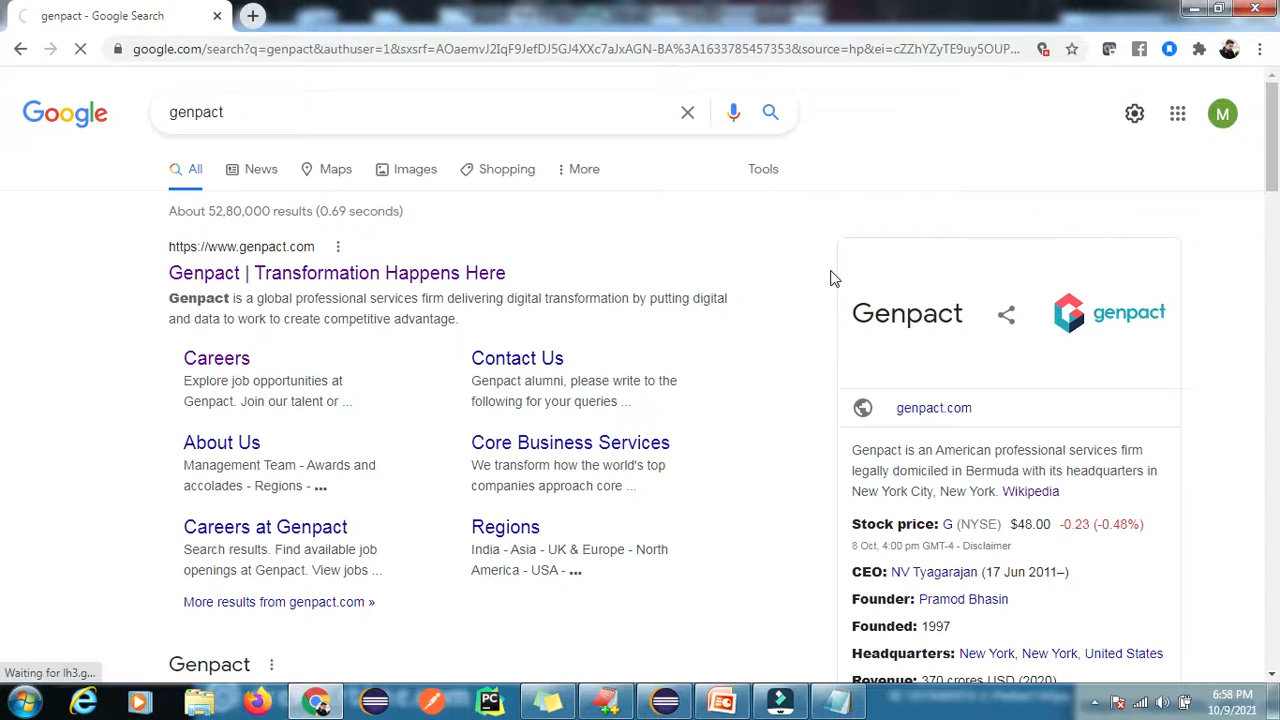 genpact - Google Search
google.com/search?q=genpact&authuser=1&sxsrf=AOaemvJ2IqF9JefDJ5GJ4XXc7aJxAGN-BA%3A1633785457353&source=hp&ei=cZZhYZyTE9uy5OUP...
Google
genpact
M
All
News
Maps
Images
Shopping
More
Tools
About 52,80,000 results (0.69 seconds)
https://www.genpact.com
Genpact | Transformation Happens Here
Genpact is a global professional services firm delivering digital transformation by putting digital
and data to work to create competitive advantage.
Careers
Explore job opportunities at
Genpact. Join our talent or ...
Contact Us
Genpact alumni, please write to the
following for your queries ...
About Us
Management Team - Awards and
accolades - Regions - ...
Core Business Services
We transform how the world's top
companies approach core ...
Careers at Genpact
Search results. Find available job
openings at Genpact. View jobs ...
Regions
India - Asia - UK & Europe - North
America - USA - ...
More results from genpact.com »
Genpact
Genpact
genpact
genpact.com
Genpact is an American professional services firm
legally domiciled in Bermuda with its headquarters in
New York City, New York. Wikipedia
Stock price: G (NYSE) $48.00 -0.23 (-0.48%)
8 Oct, 4:00 pm GMT-4 - Disclaimer
CEO: NV Tyagarajan (17 Jun 2011–)
Founder: Pramod Bhasin
Founded: 1997
Headquarters: New York, New York, United States
Revenue: 370 crores USD (2020)
Waiting for lh3.g...
PC
6:58 PM
10/9/2021